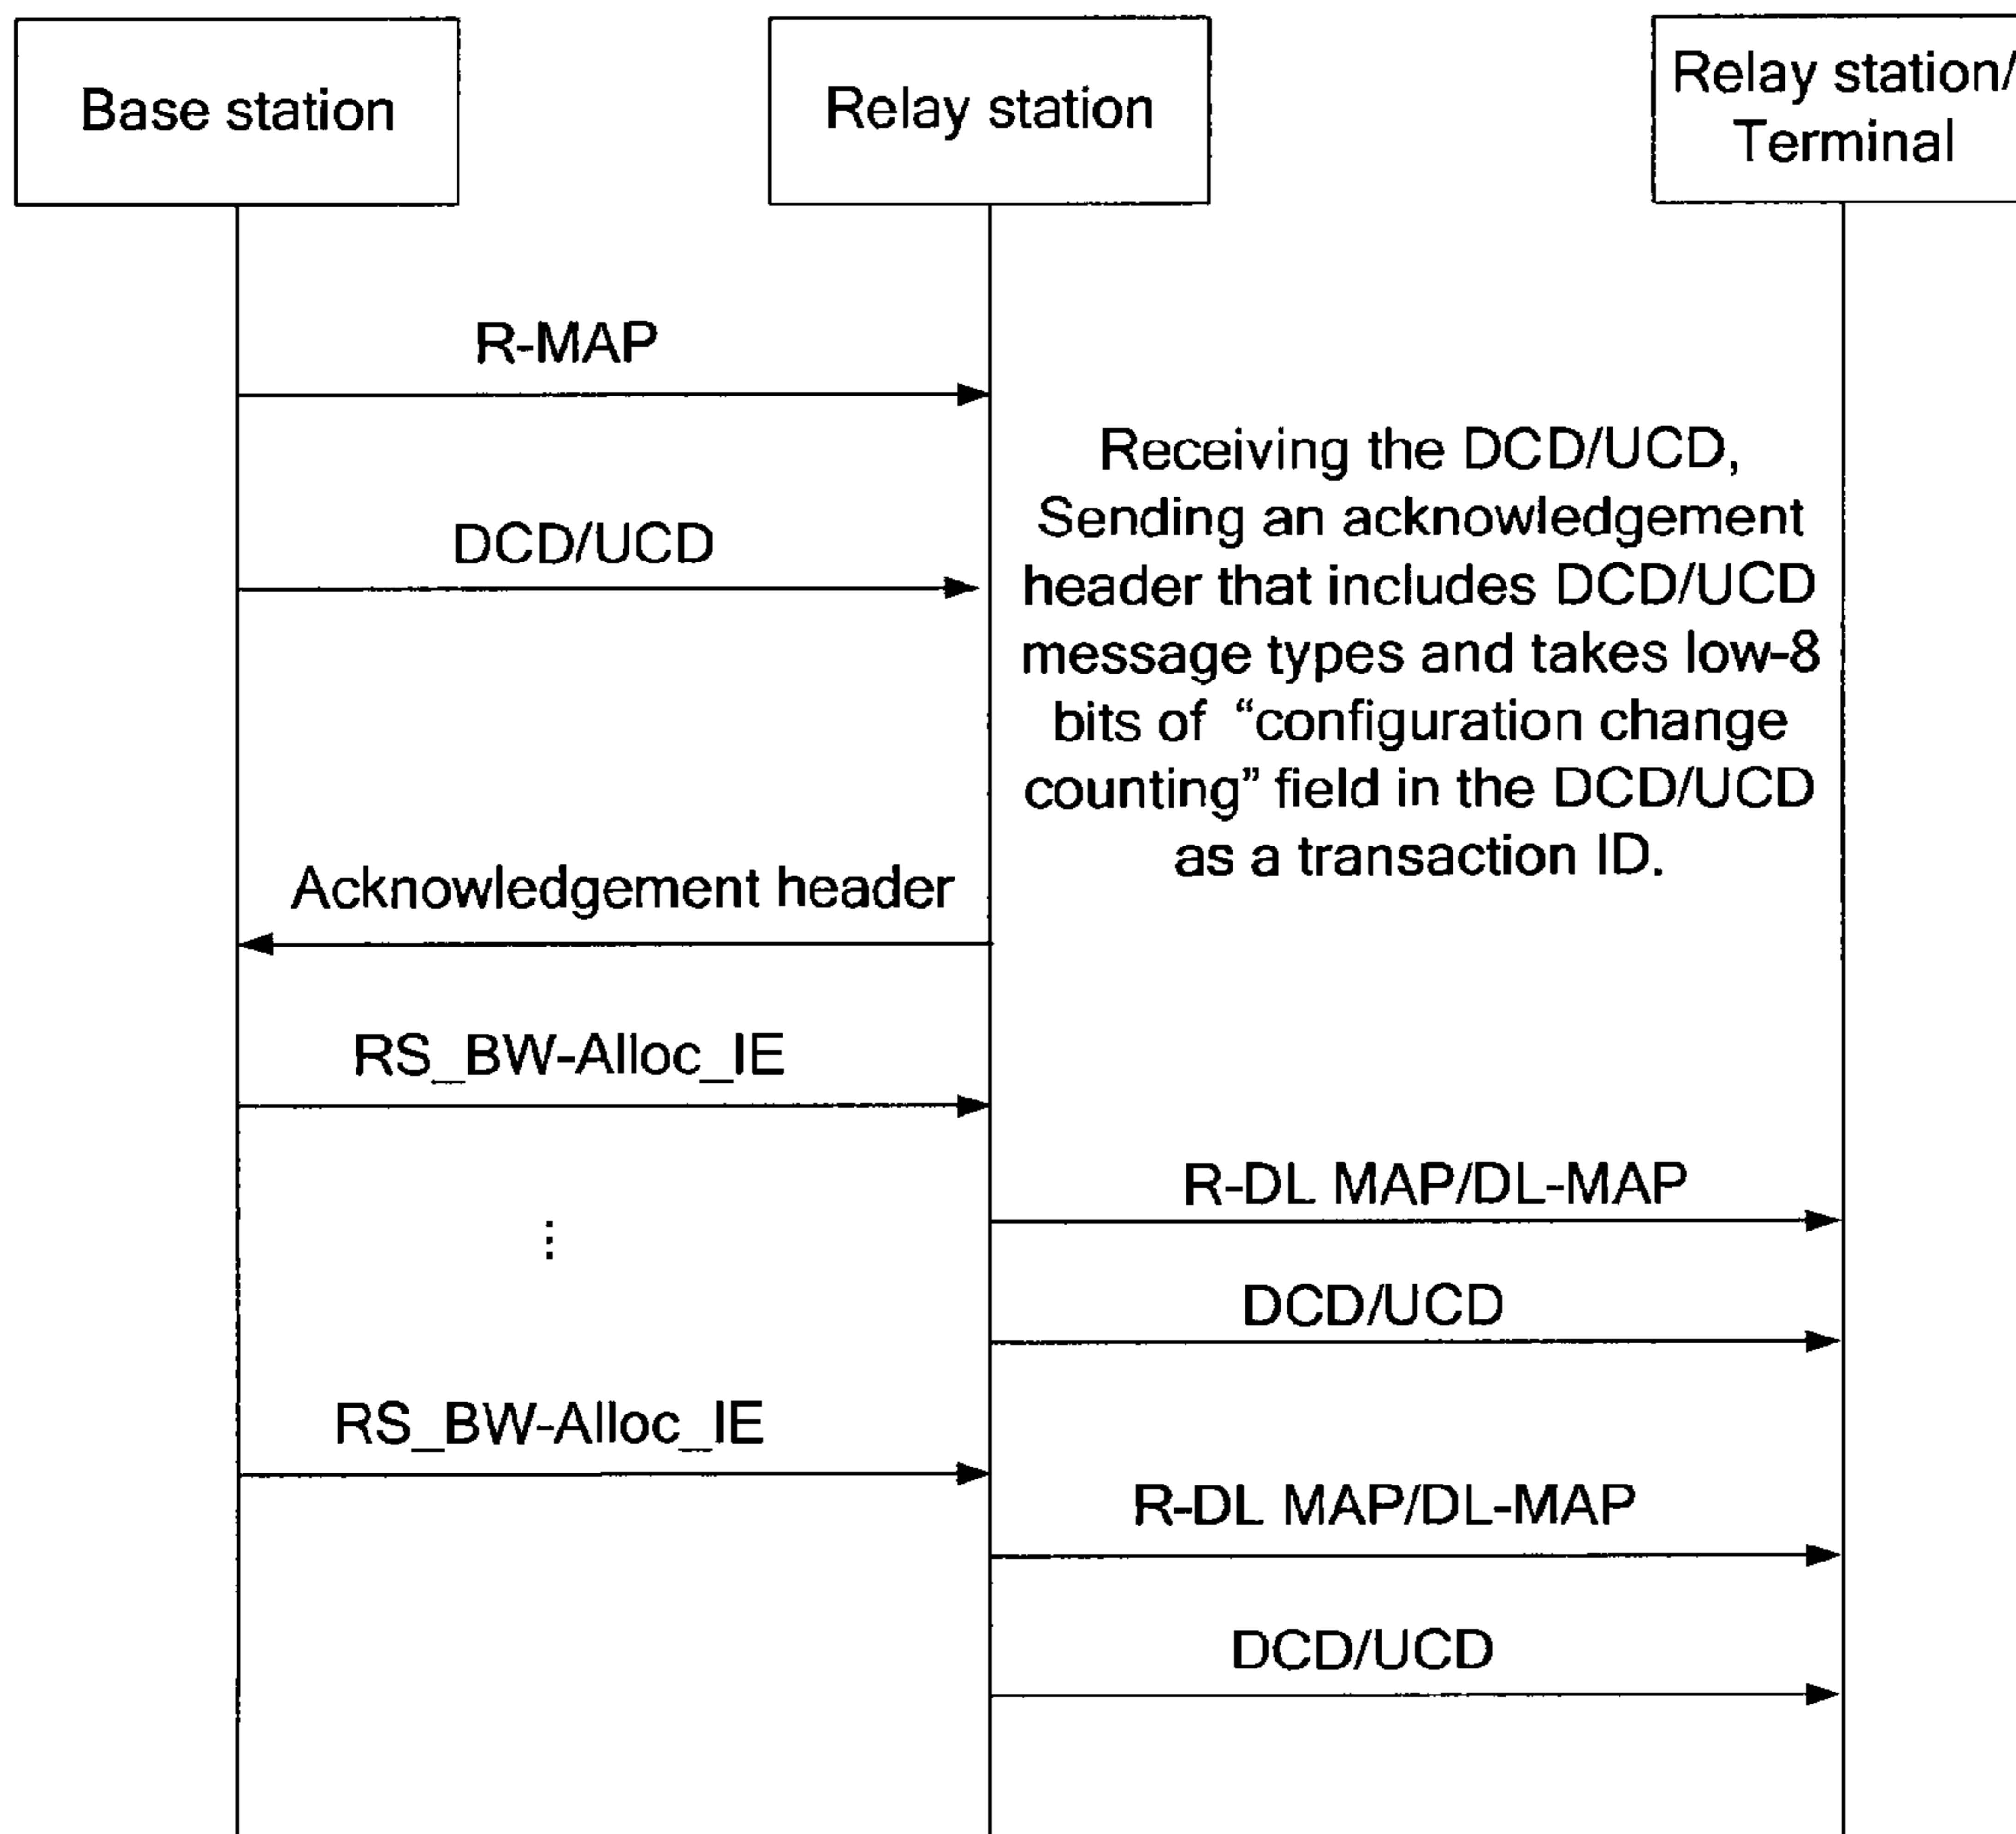 Base station
Relay station
Relay station/
Terminal
R-MAP
Receiving the DCD/UCD,
Sending an acknowledgement
header that includes DCD/UCD
message types and takes low-8
bits of “configuration change
counting” field in the DCD/UCD
as a transaction ID.
DCD/UCD
Acknowledgement header
RS_BW-Alloc_IE
R-DL MAP/DL-MAP
DCD/UCD
RS_BW-Alloc_IE
R-DL MAP/DL-MAP
DCD/UCD